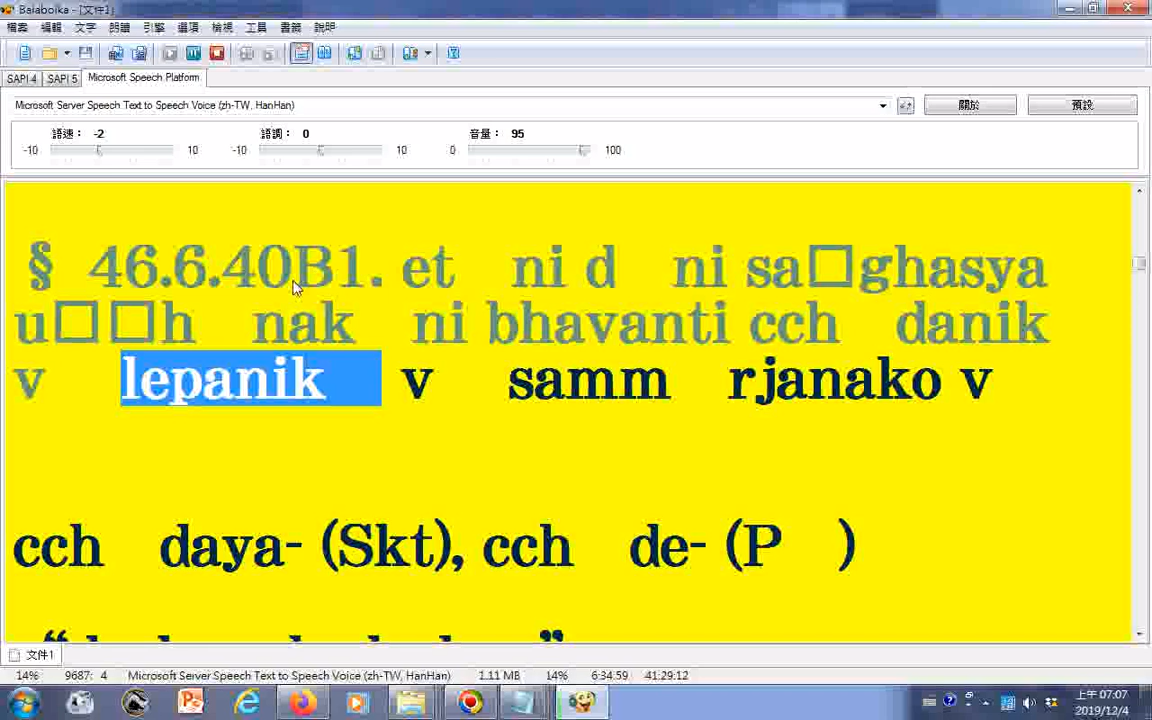 Balabolka - [文件1]
檔案 編輯 文字 朗讀 引擎 選項 檢視 工具 書籤 說明
SAPI 4 SAPI 5 Microsoft Speech Platform
Microsoft Server Speech Text to Speech Voice (zh-TW, HanHan) 關於 預設
語速： -2 語調： 0 音量： 95
-10 10 -10 10 0 100
§ 46.6.40B1. et ni d ni sa□ghasya
u□□h nak ni bhavanti cch danik
v lepanik v samm rjanako v
cch daya- (Skt), cch de- (P )
文件1
14% 9687: 4 Microsoft Server Speech Text to Speech Voice (zh-TW, HanHan) 1.11 MB 14% 6:34:59 41:29:12
上午 07:07
2019/12/4